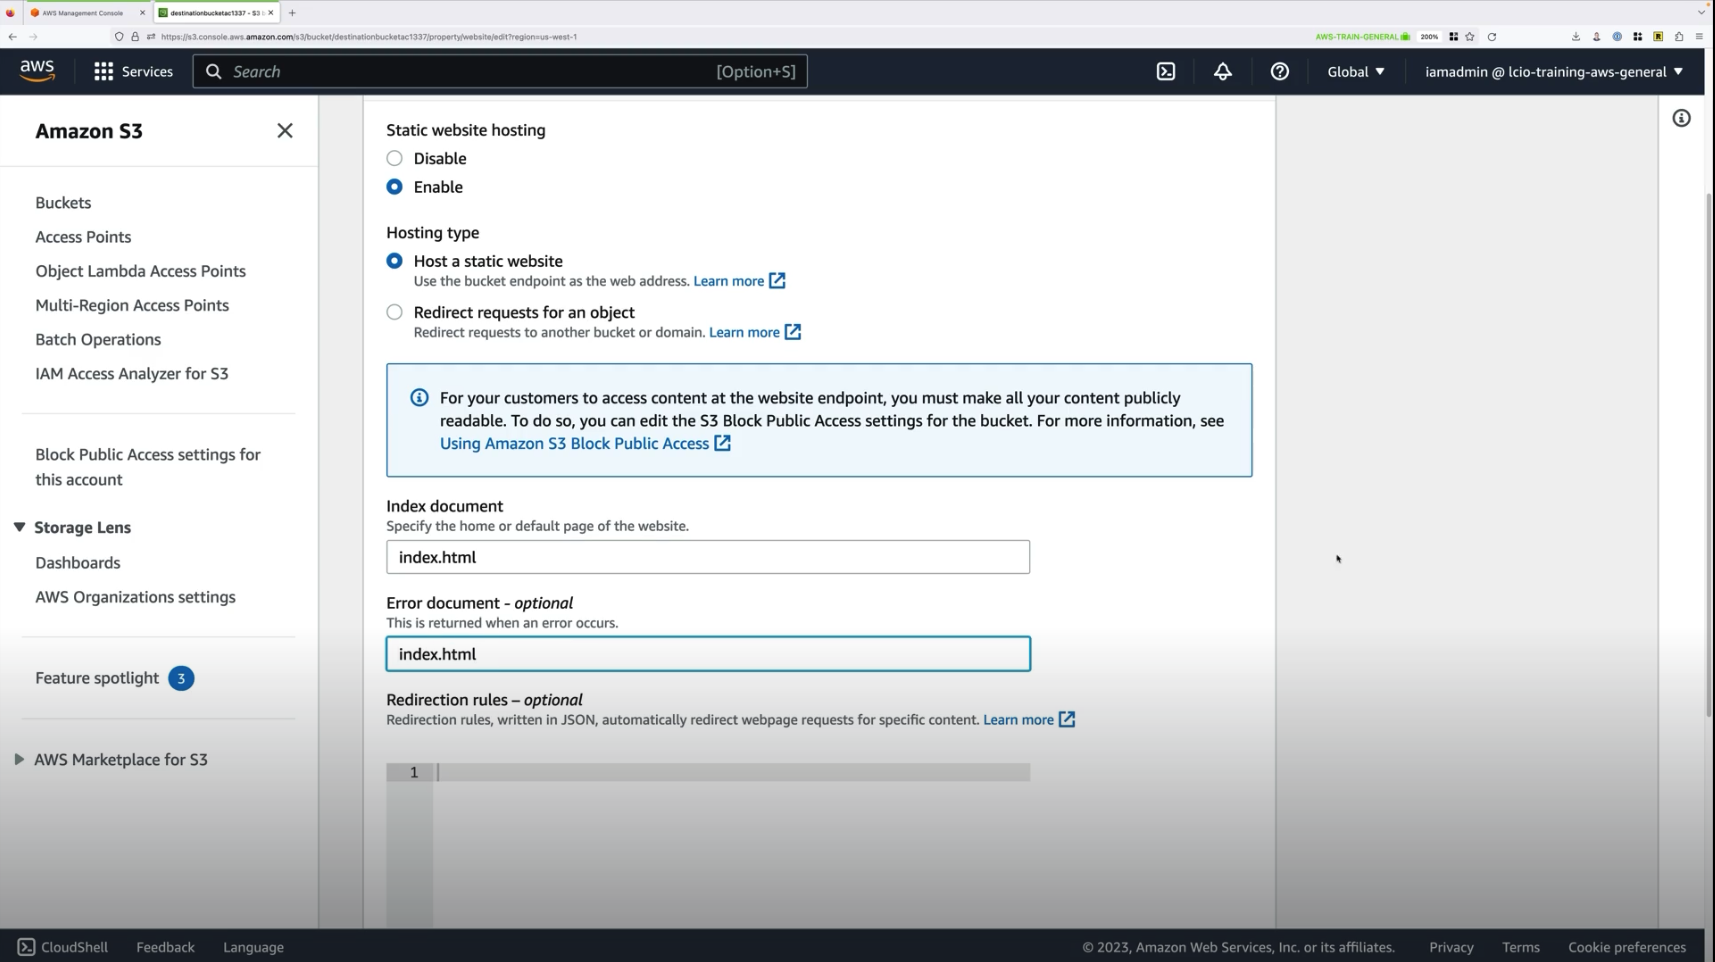 AWS Management Console
destinationbucketac1337 - S3 b
https://s3.console.aws.amazon.com/s3/bucket/destinationbucketac1337/property/website/edit?region=us-west-1
AWS-TRAIN-GENERAL
200%
aws
Services
Search
[Option+S]
Global
iamadmin @ lcio-training-aws-general
Amazon S3
Buckets
Access Points
Object Lambda Access Points
Multi-Region Access Points
Batch Operations
IAM Access Analyzer for S3
Block Public Access settings for
this account
Storage Lens
Dashboards
AWS Organizations settings
Feature spotlight 3
AWS Marketplace for S3
Static website hosting
Disable
Enable
Hosting type
Host a static website
Use the bucket endpoint as the web address. Learn more
Redirect requests for an object
Redirect requests to another bucket or domain. Learn more
For your customers to access content at the website endpoint, you must make all your content publicly
readable. To do so, you can edit the S3 Block Public Access settings for the bucket. For more information, see
Using Amazon S3 Block Public Access
Index document
Specify the home or default page of the website.
index.html
Error document - optional
This is returned when an error occurs.
index.html
Redirection rules – optional
Redirection rules, written in JSON, automatically redirect webpage requests for specific content. Learn more
1
CloudShell
Feedback
Language
© 2023, Amazon Web Services, Inc. or its affiliates.
Privacy
Terms
Cookie preferences